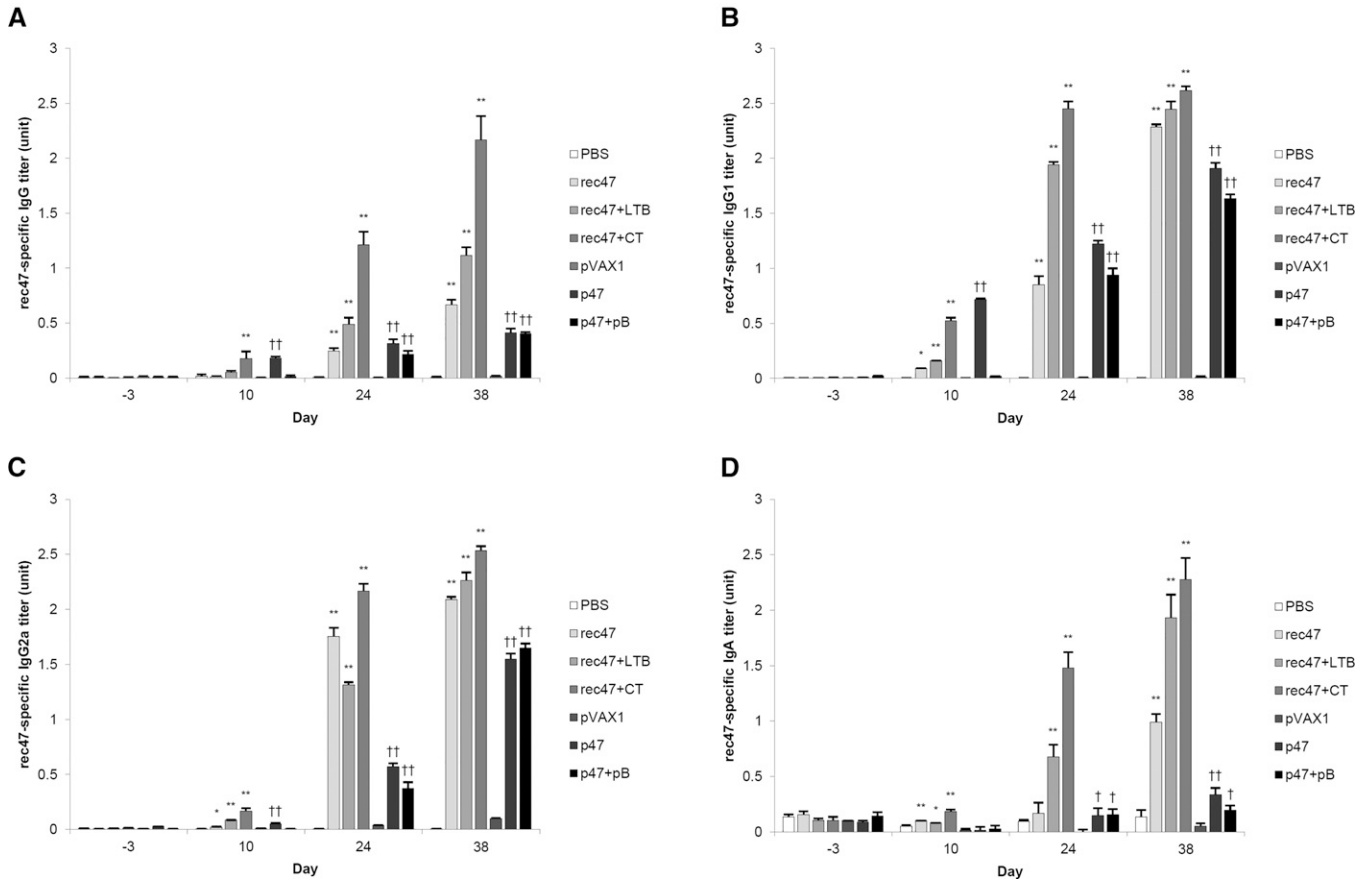 A
rec47-specific IgG titer (unit)
3
2.5
2
1.5
1
0.5
0
** †† ** ** ** †† †† ** ** ** †† ††
-3 10 24 38
Day
PBS
rec47
rec47+LTB
rec47+CT
pVAX1
p47
p47+pB
B
rec47-specific IgG1 titer (unit)
3
2.5
2
1.5
1
0.5
0
* ** ** †† ** ** ** †† †† ** ** ** †† ††
-3 10 24 38
Day
PBS
rec47
rec47+LTB
rec47+CT
pVAX1
p47
p47+pB
C
rec47-specific IgG2a titer (unit)
3
2.5
2
1.5
1
0.5
0
* ** ** †† ** ** ** †† †† ** ** ** †† ††
-3 10 24 38
Day
PBS
rec47
rec47+LTB
rec47+CT
pVAX1
p47
p47+pB
D
rec47-specific IgA titer (unit)
3
2.5
2
1.5
1
0.5
0
** * ** ** ** † † ** ** ** †† †
-3 10 24 38
Day
PBS
rec47
rec47+LTB
rec47+CT
pVAX1
p47
p47+pB